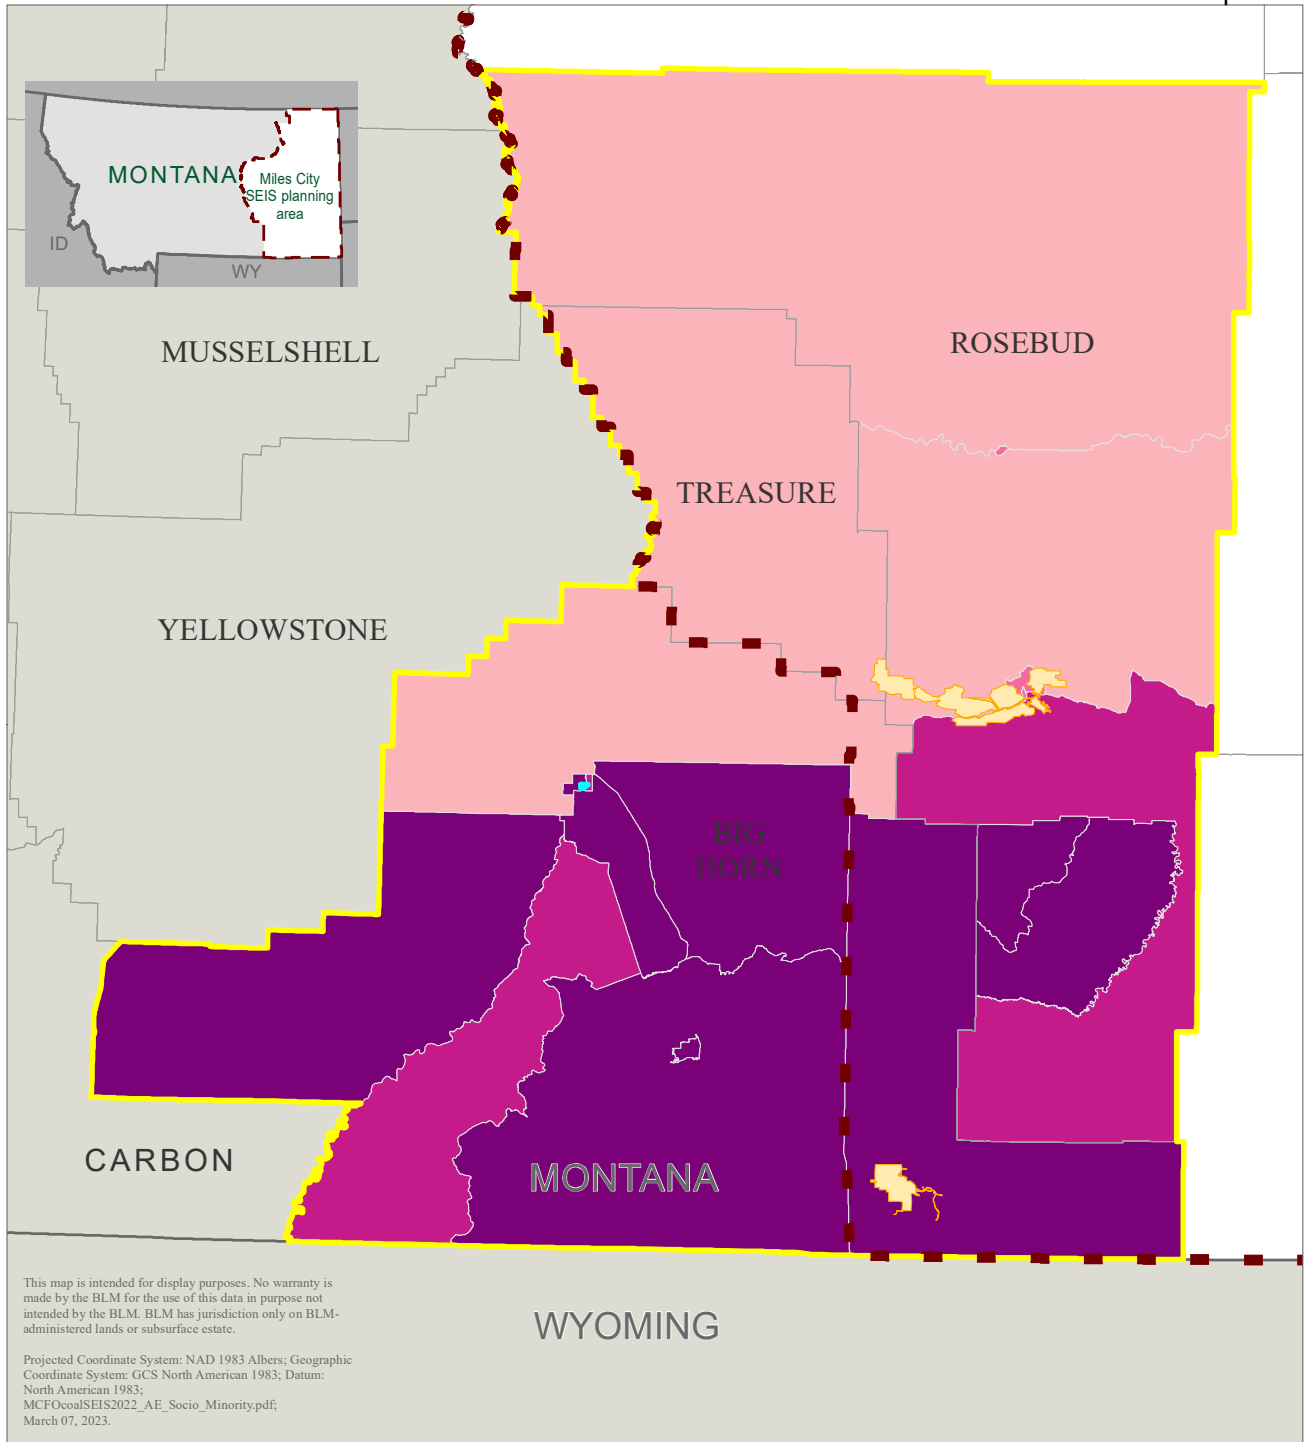 MONTANA
Miles City
SEIS planning
area
ID
WY
MUSSELSHELL
ROSEBUD
TREASURE
YELLOWSTONE
BIG
HORN
CARBON
MONTANA
WYOMING
This map is intended for display purposes. No warranty is
made by the BLM for the use of this data in purpose not
intended by the BLM. BLM has jurisdiction only on BLM-
administered lands or subsurface estate.
Projected Coordinate System: NAD 1983 Albers; Geographic
Coordinate System: GCS North American 1983; Datum:
North American 1983;
MCFOcoalSEIS2022_AE_Socio_Minority.pdf;
March 07, 2023.